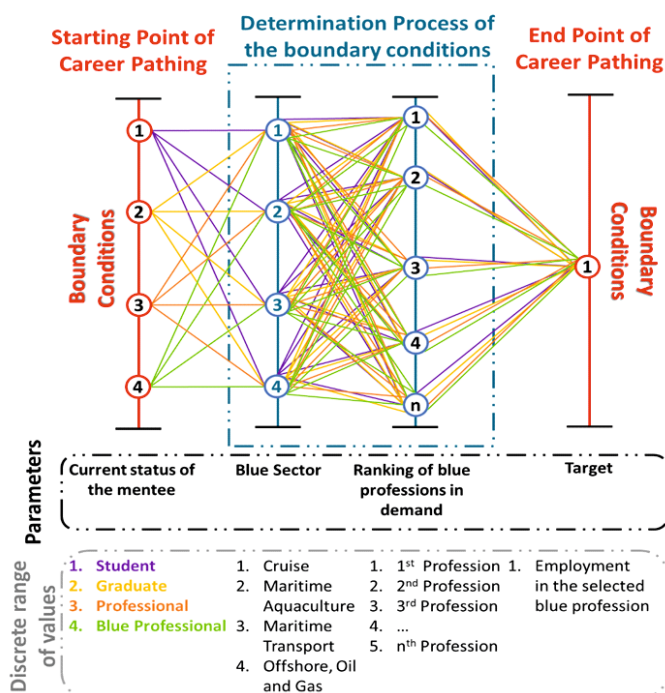 Starting Point of
Career Pathing
Determination Process of
the boundary conditions
End Point of
Career Pathing
Boundary
Conditions
1
2
3
4
1
2
3
4
1
2
3
4
n
1
Boundary
Conditions
Parameters
Current status of
the mentee
Blue Sector
Ranking of blue
professions in
demand
Target
Discrete range
of values
1. Student
2. Graduate
3. Professional
4. Blue Professional
1. Cruise
2. Maritime
Aquaculture
3. Maritime
Transport
4. Offshore, Oil
and Gas
1. 1st Profession
2. 2nd Profession
3. 3rd Profession
4. ...
5. nth Profession
1. Employment
in the selected
blue profession